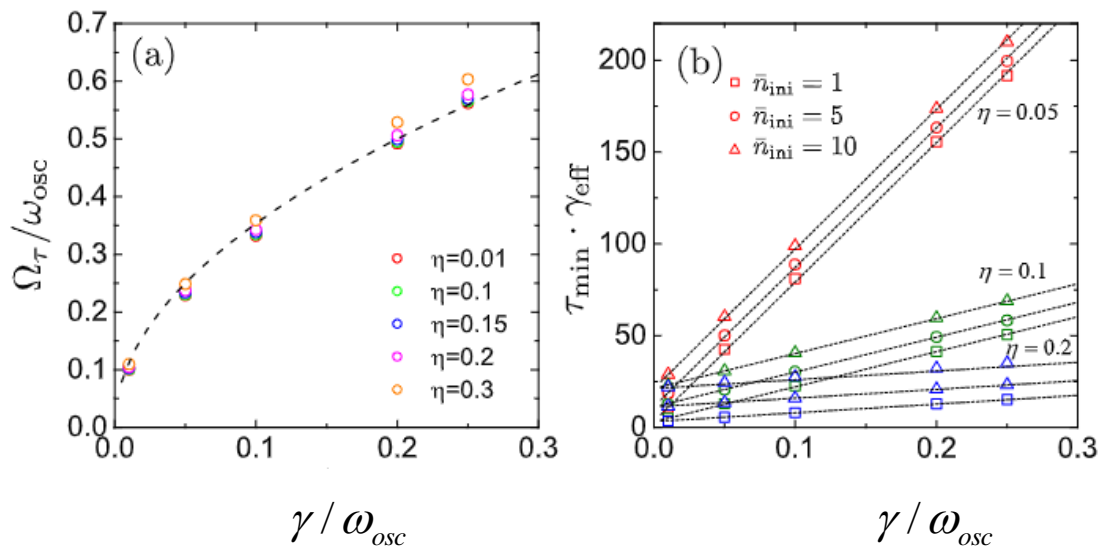 (a)
Ω_τ/ω_osc
0.7
0.6
0.5
0.4
0.3
0.2
0.1
0.0
η=0.01
η=0.1
η=0.15
η=0.2
η=0.3
0.0 0.1 0.2 0.3
γ / ω_osc
(b)
τ_min · γ_eff
200
150
100
50
0
n̄_ini = 1
n̄_ini = 5
n̄_ini = 10
η = 0.05
η = 0.1
η = 0.2
0.0 0.1 0.2 0.3
γ / ω_osc